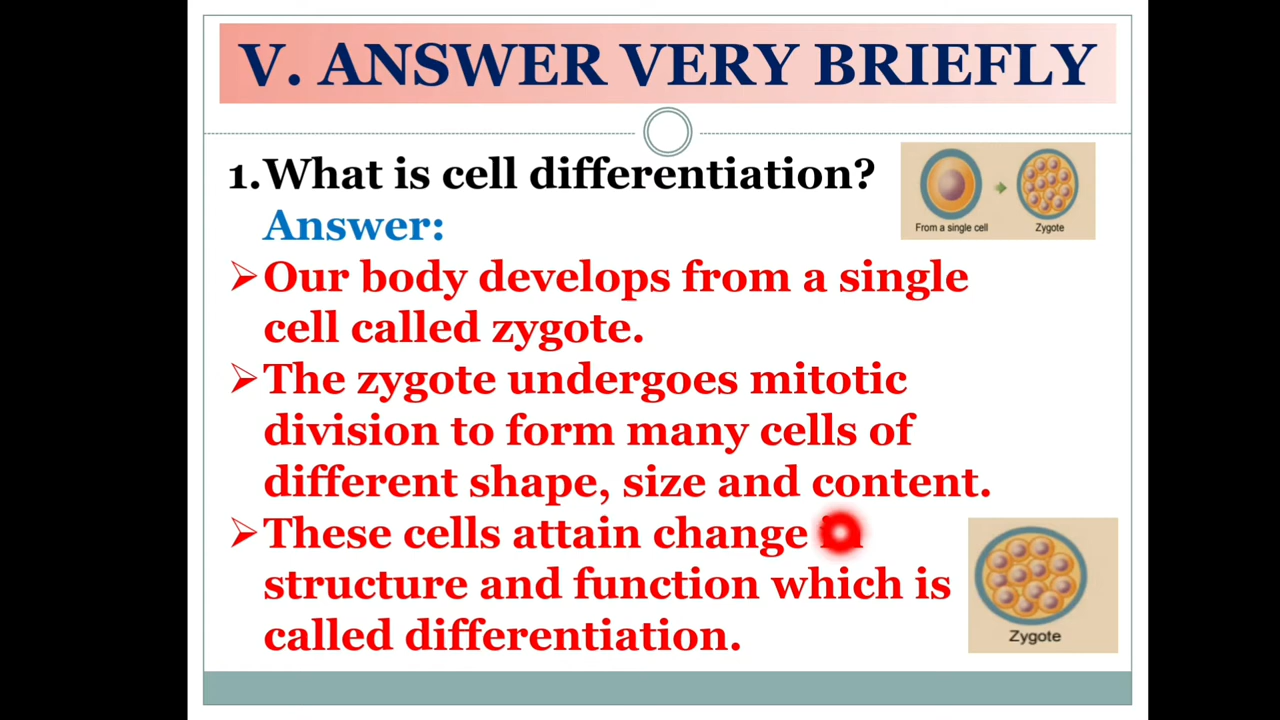 V. ANSWER VERY BRIEFLY
1.What is cell differentiation?
From a single cell
Zygote
Answer:
Our body develops from a single
cell called zygote.
The zygote undergoes mitotic
division to form many cells of
different shape, size and content.
These cells attain change
structure and function which is
called differentiation.
Zygote